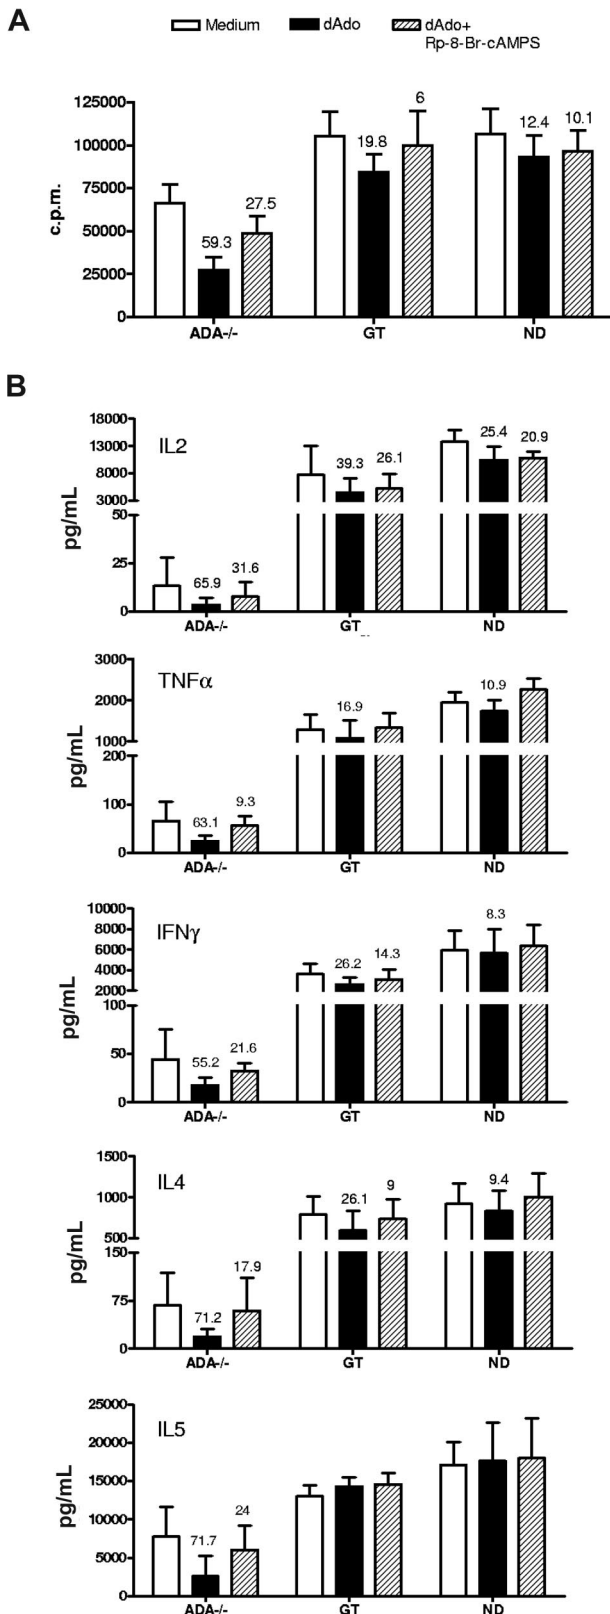 A
Medium dAdo dAdo+
Rp-8-Br-cAMPS
125000
100000
75000
50000
25000
0
c.p.m.
59.3 27.5 19.8 6 12.4 10.1
ADA-/- GT ND
B
IL2
18000
13000
8000
3000
50
25
0
pg/mL
65.9 31.6 39.3 26.1 25.4 20.9
ADA-/- GT ND
TNFα
3000
2000
1000
200
100
0
pg/mL
63.1 9.3 16.9 10.9
ADA-/- GT ND
IFNγ
10000
8000
6000
4000
2000
100
50
0
pg/mL
55.2 21.6 26.2 14.3 8.3
ADA-/- GT ND
IL4
1500
1000
500
150
75
0
pg/mL
71.2 17.9 26.1 9 9.4
ADA-/- GT ND
IL5
25000
20000
15000
10000
5000
0
pg/mL
71.7 24
ADA-/- GT ND